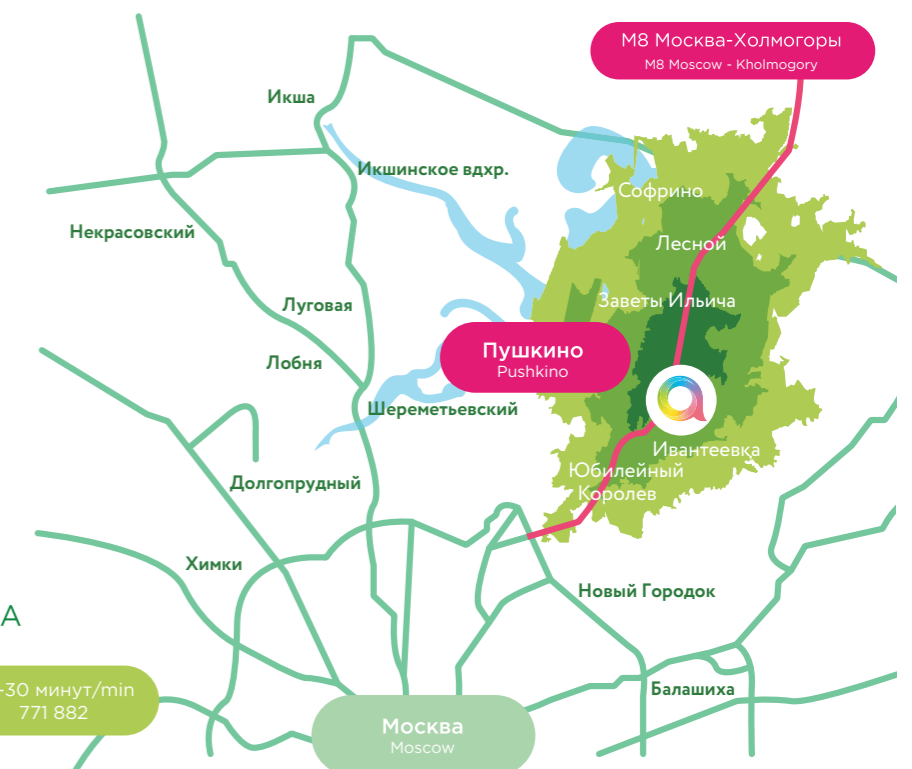 М8 Москва-Холмогоры
M8 Moscow - Kholmogory
Икша
Икшинское вдхр.
Софрино
Некрасовский
Лесной
Заветы Ильича
Луговая
Пушкино
Pushkino
Лобня
Шереметьевский
Ивантеевка
Юбилейный
Королев
Долгопрудный
Химки
Новый Городок
А
-30 минут/min
771 882
Балашиха
Москва
Moscow